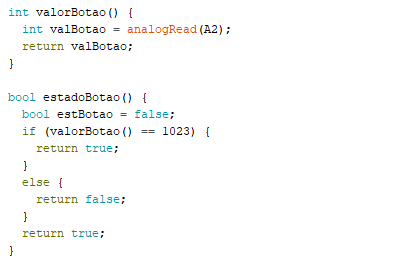 int valorBotao() {
  int valBotao = analogRead(A2);
  return valBotao;
}

bool estadoBotao() {
  bool estBotao = false;
  if (valorBotao() == 1023) {
    return true;
  }
  else {
    return false;
  }
  return true;
}